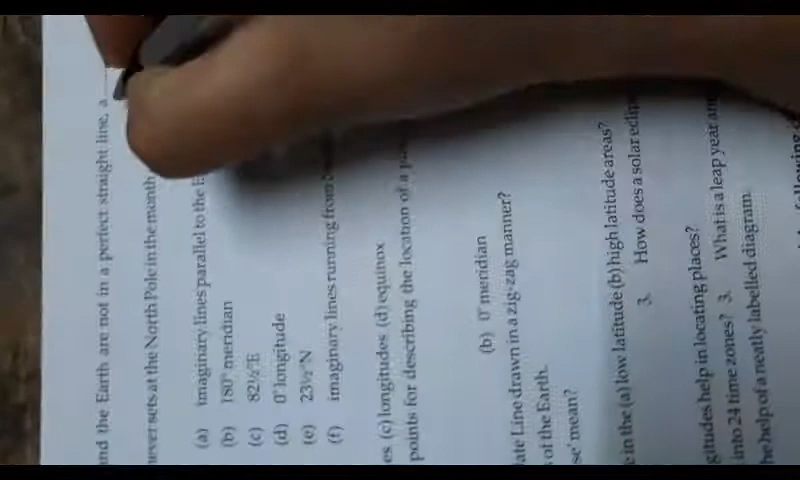 nd the Earth are not in a perfect straight line, a
never sets at the North Pole in the month
(a) imaginary lines parallel to the
(b) 180° meridian
(c) 82½°E
(d) 0° longitude
(e) 23½°N
(f) imaginary lines running from
es (c) longitudes (d) equinox
points for describing the location of a
(b) 0° meridian
ate Line drawn in a zig-zag manner?
of the Earth.
se' mean?
e in the (a) low latitude (b) high latitude areas?
3. How does a solar
gitudes help in locating places?
into 24 time zones? 3. What is a leap year
he help of a neatly labelled diagram.